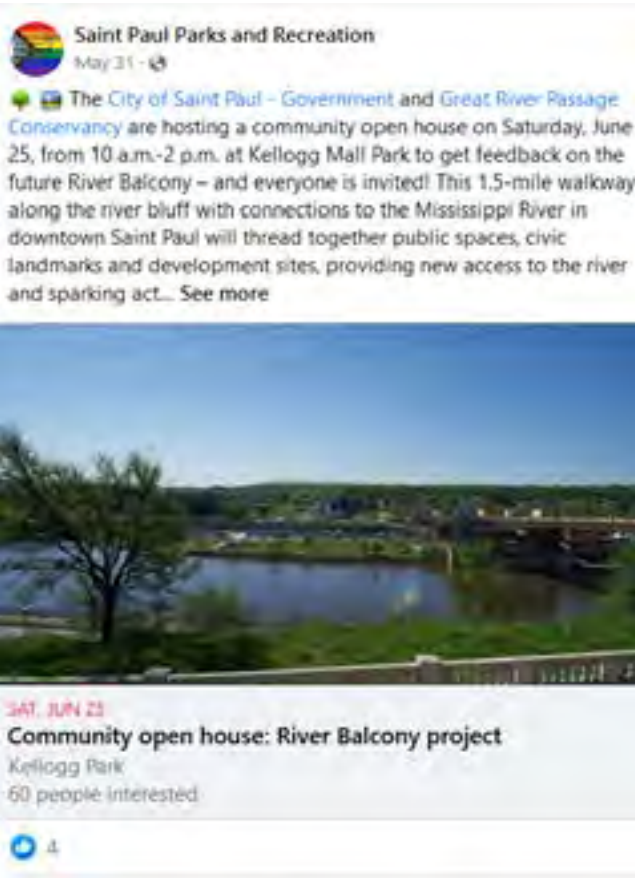 Saint Paul Parks and Recreation
May 31 ·
The City of Saint Paul - Government and Great River Passage
Conservancy are hosting a community open house on Saturday, June
25, from 10 a.m.-2 p.m. at Kellogg Mall Park to get feedback on the
future River Balcony – and everyone is invited! This 1.5-mile walkway
along the river bluff with connections to the Mississippi River in
downtown Saint Paul will thread together public spaces, civic
landmarks and development sites, providing new access to the river
and sparking act... See more
SAT, JUN 25
Community open house: River Balcony project
Kellogg Park
60 people interested
4